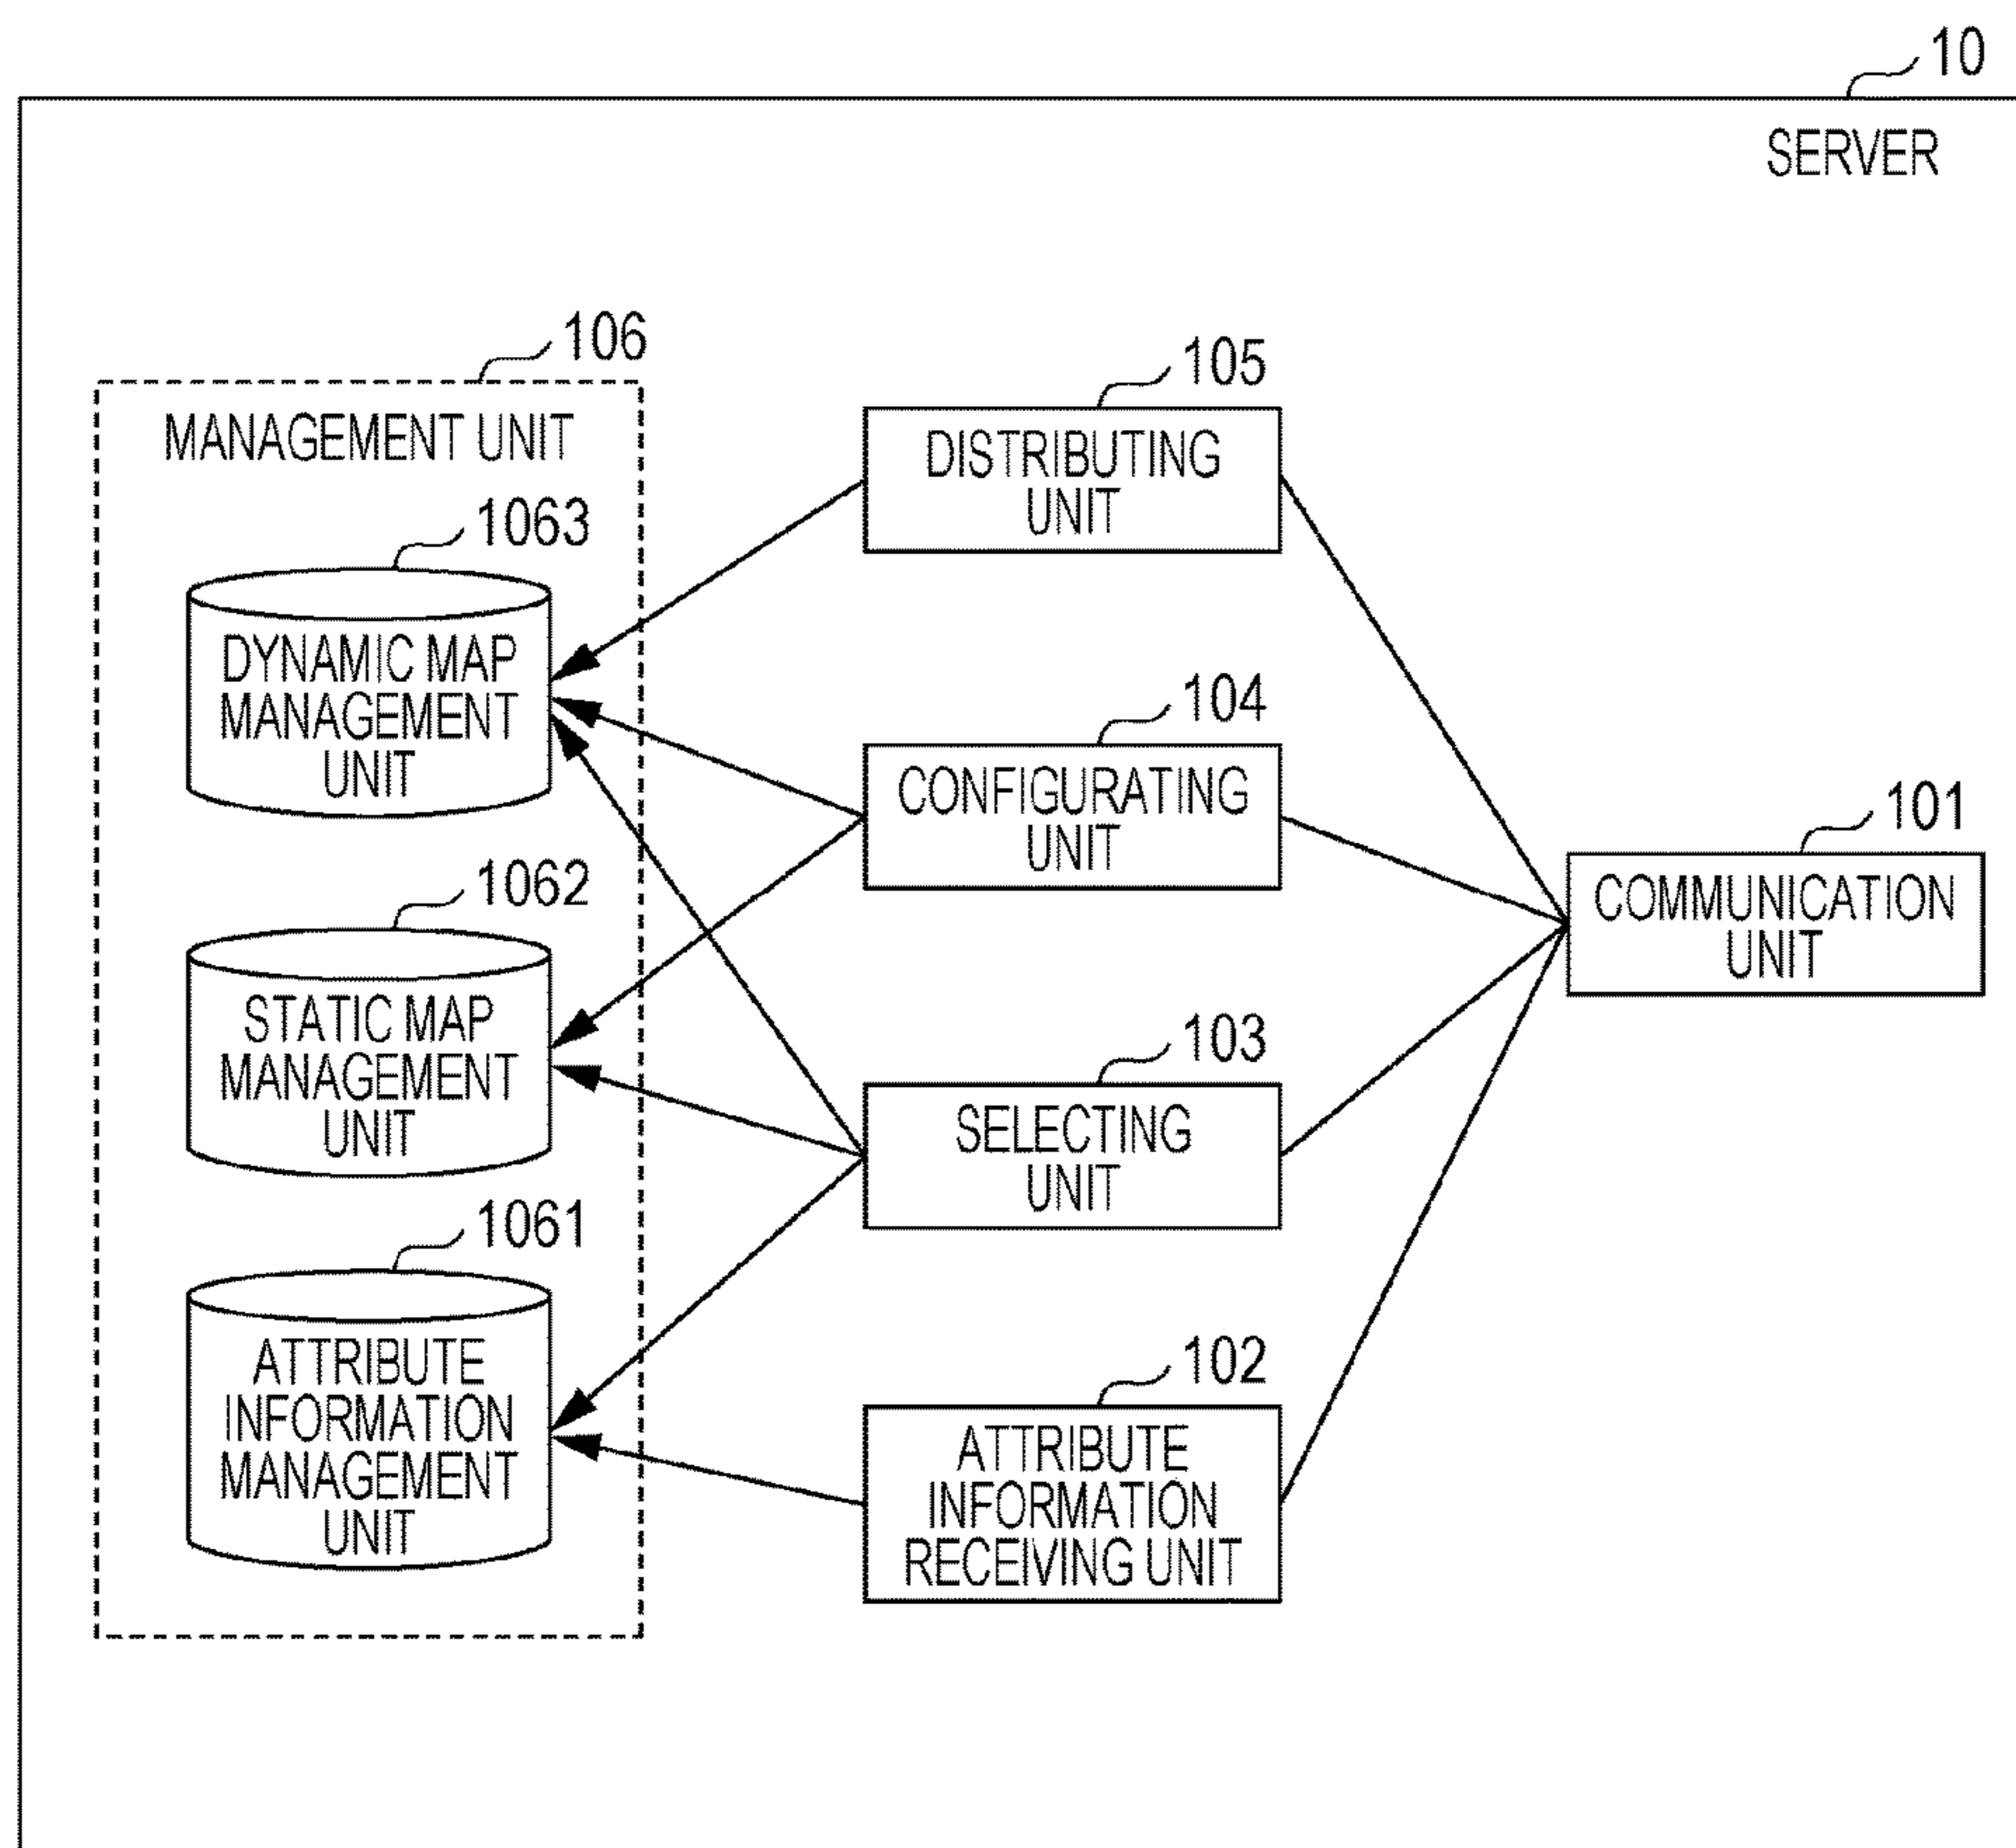 10
SERVER
106
MANAGEMENT UNIT
1063
DYNAMIC MAP
MANAGEMENT
UNIT
1062
STATIC MAP
MANAGEMENT
UNIT
1061
ATTRIBUTE
INFORMATION
MANAGEMENT
UNIT
105
DISTRIBUTING
UNIT
104
CONFIGURATING
UNIT
103
SELECTING
UNIT
102
ATTRIBUTE
INFORMATION
RECEIVING UNIT
101
COMMUNICATION
UNIT